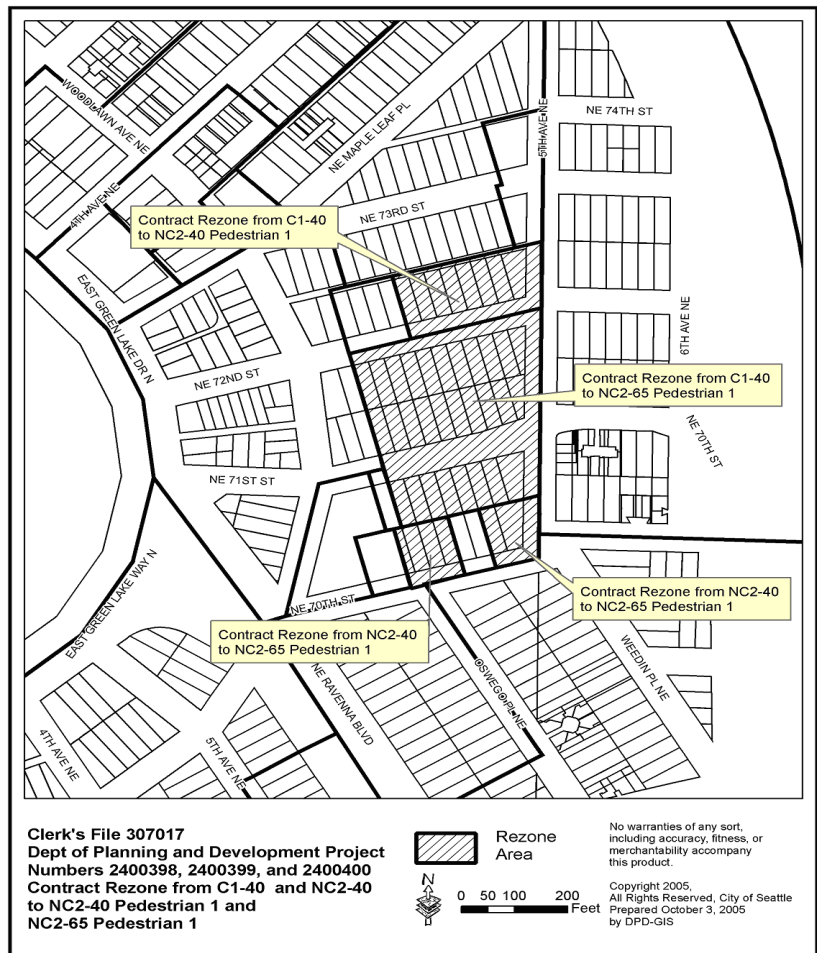 WOODLAWN AVE NE
NE MAPLE LEAF PL
NE 74TH ST
5TH AVE NE
4TH AVE NE
NE 73RD ST
Contract Rezone from C1-40
to NC2-40 Pedestrian 1
EAST GREEN LAKE DR N
6TH AVE NE
NE 72ND ST
Contract Rezone from C1-40
to NC2-65 Pedestrian 1
NE 70TH ST
NE 71ST ST
EAST GREEN LAKE WAY N
NE 70TH ST
Contract Rezone from NC2-40
to NC2-65 Pedestrian 1
Contract Rezone from NC2-40
to NC2-65 Pedestrian 1
NE RAVENNA BLVD
OSWEGO PL NE
WEEDIN PL NE
4TH AVE NE
5TH AVE NE
Clerk's File 307017
Dept of Planning and Development Project
Numbers 2400398, 2400399, and 2400400
Contract Rezone from C1-40 and NC2-40
to NC2-40 Pedestrian 1 and
NC2-65 Pedestrian 1
Rezone
Area
N
0 50 100 200
Feet
No warranties of any sort,
including accuracy, fitness, or
merchantability accompany
this product.
Copyright 2005,
All Rights Reserved, City of Seattle
Prepared October 3, 2005
by DPD-GIS